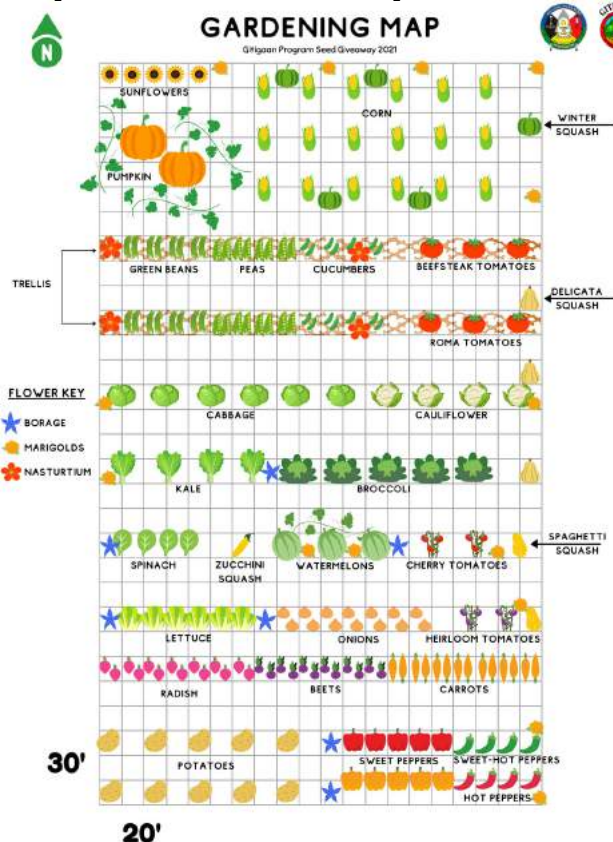 GARDENING MAP
Gitigaan Program Seed Giveaway 2021
N
SUNFLOWERS
CORN
WINTER
SQUASH
PUMPKIN
GREEN BEANS
PEAS
CUCUMBERS
BEEFSTEAK TOMATOES
TRELLIS
DELICATA
SQUASH
ROMA TOMATOES
FLOWER KEY
BORAGE
MARIGOLDS
NASTURTIUM
CABBAGE
CAULIFLOWER
KALE
BROCCOLI
SPINACH
ZUCCHINI
SQUASH
WATERMELONS
CHERRY TOMATOES
SPAGHETTI
SQUASH
LETTUCE
ONIONS
HEIRLOOM TOMATOES
RADISH
BEETS
CARROTS
POTATOES
SWEET PEPPERS
SWEET-HOT PEPPERS
HOT PEPPERS
30'
20'